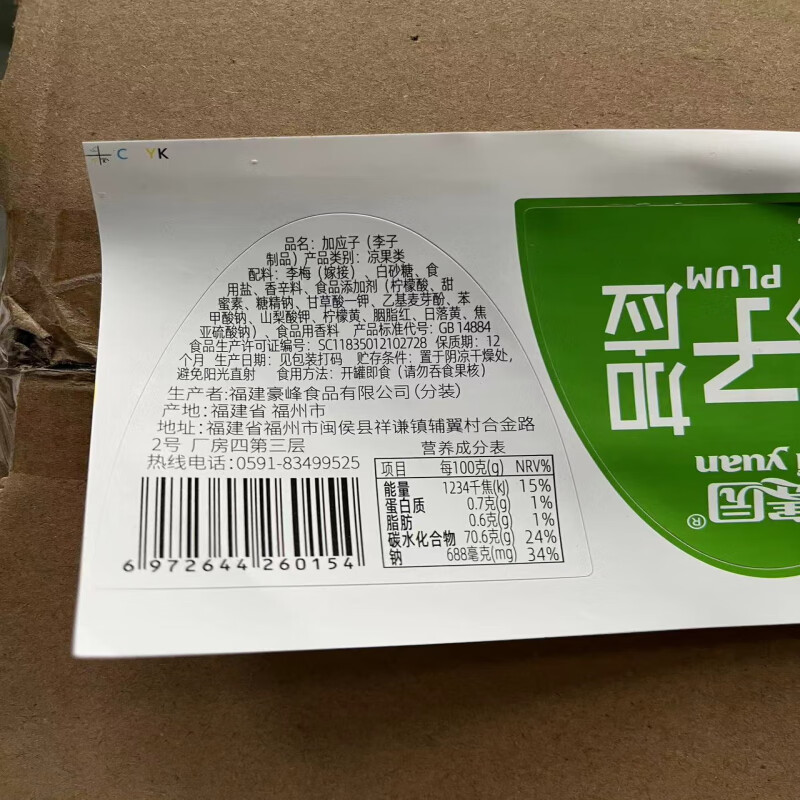 C YK
品名：加应子（李子
制品）产品类别：凉果类
配料：李梅（嫁接）、白砂糖、食
用盐、香辛料、食品添加剂（柠檬酸、甜
蜜素、糖精钠、甘草酸一钾、乙基麦芽酚、苯
甲酸钠、山梨酸钾、柠檬黄、胭脂红、日落黄、焦
亚硫酸钠）、食品用香料 产品标准代号：GB 14884
食品生产许可证编号：SC11835012102728 保质期：12
个月 生产日期：见包装打码 贮存条件：置于阴凉干燥处，
避免阳光直射 食用方法：开罐即食（请勿吞食果核）
生产者:福建豪峰食品有限公司(分装)
产地:福建省 福州市
地址:福建省福州市闽侯县祥谦镇辅翼村合金路
2号 厂房四第三层
热线电话:0591-83499525
6 972644 260154
营养成分表
项目 每100克(g) NRV%
能量 1234千焦(kJ) 15%
蛋白质 0.7克(g) 1%
脂肪 0.6克(g) 1%
碳水化合物 70.6克(g) 24%
钠 688毫克(mg) 34%
园®
yuan
加应子
PLUM